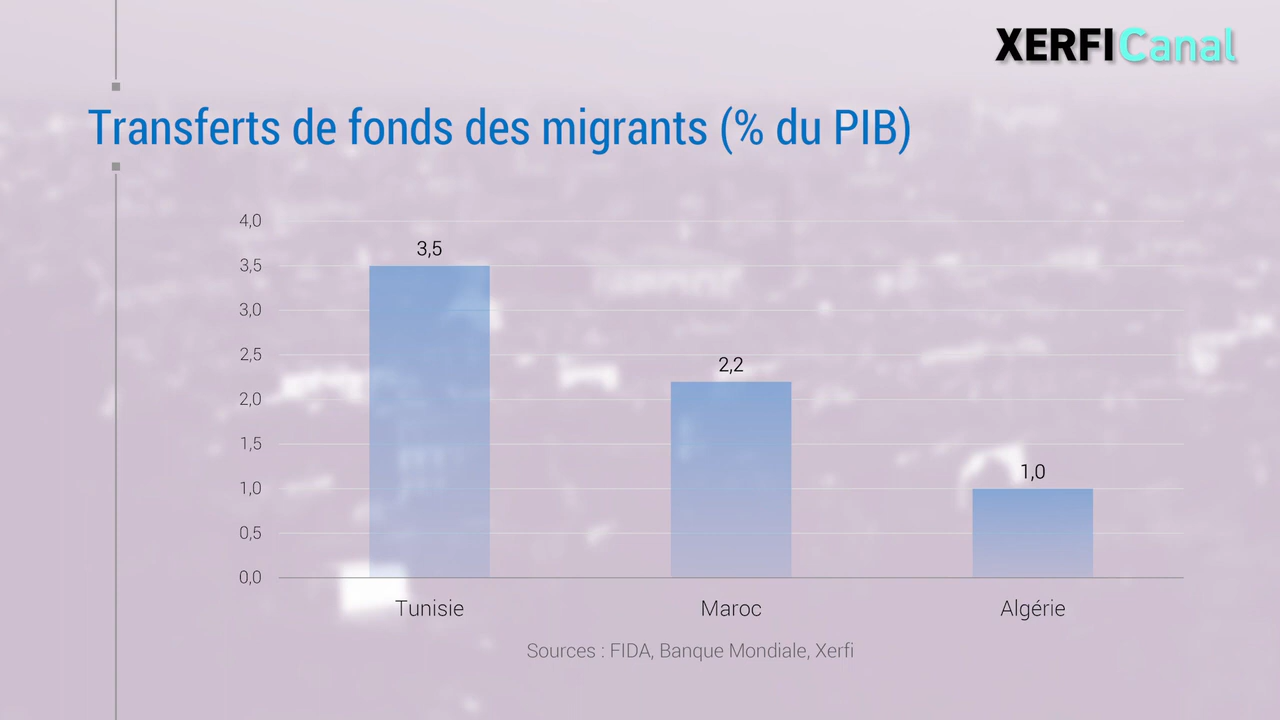 XERFI Canal
Transferts de fonds des migrants (% du PIB)
4,0
3,5
3,0
2,5
2,0
1,5
1,0
0,5
0,0
3,5
2,2
1,0
Tunisie
Maroc
Algérie
Sources : FIDA, Banque Mondiale, Xerfi